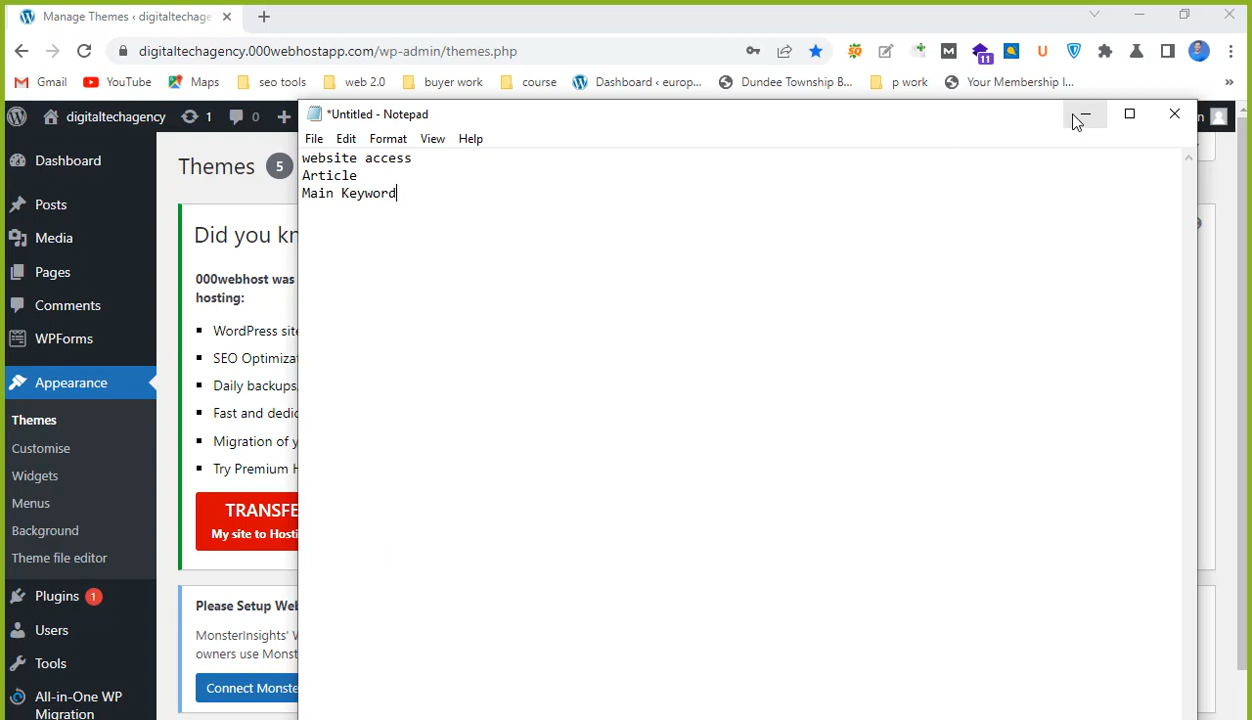 Manage Themes ‹ digitaltechage
digitaltechagency.000webhostapp.com/wp-admin/themes.php
11
Gmail YouTube Maps seo tools web 2.0 buyer work course Dashboard ‹ europ... Dundee Township B... p work Your Membership I... »
digitaltechagency 1 0 n
*Untitled - Notepad
File Edit Format View Help
website access
Article
Main Keyword
Dashboard
Posts
Media
Pages
Comments
WPForms
Appearance
Themes
Customise
Widgets
Menus
Background
Theme file editor
Plugins 1
Users
Tools
All-in-One WP
Migration
Themes 5
Did you kn
000webhost was
hosting:
WordPress site
SEO Optimiza
Daily backups,
Fast and dedic
Migration of y
Try Premium H
TRANSFE
My site to Hosti
Please Setup Web
MonsterInsights' W
owners use Monst
Connect Monste